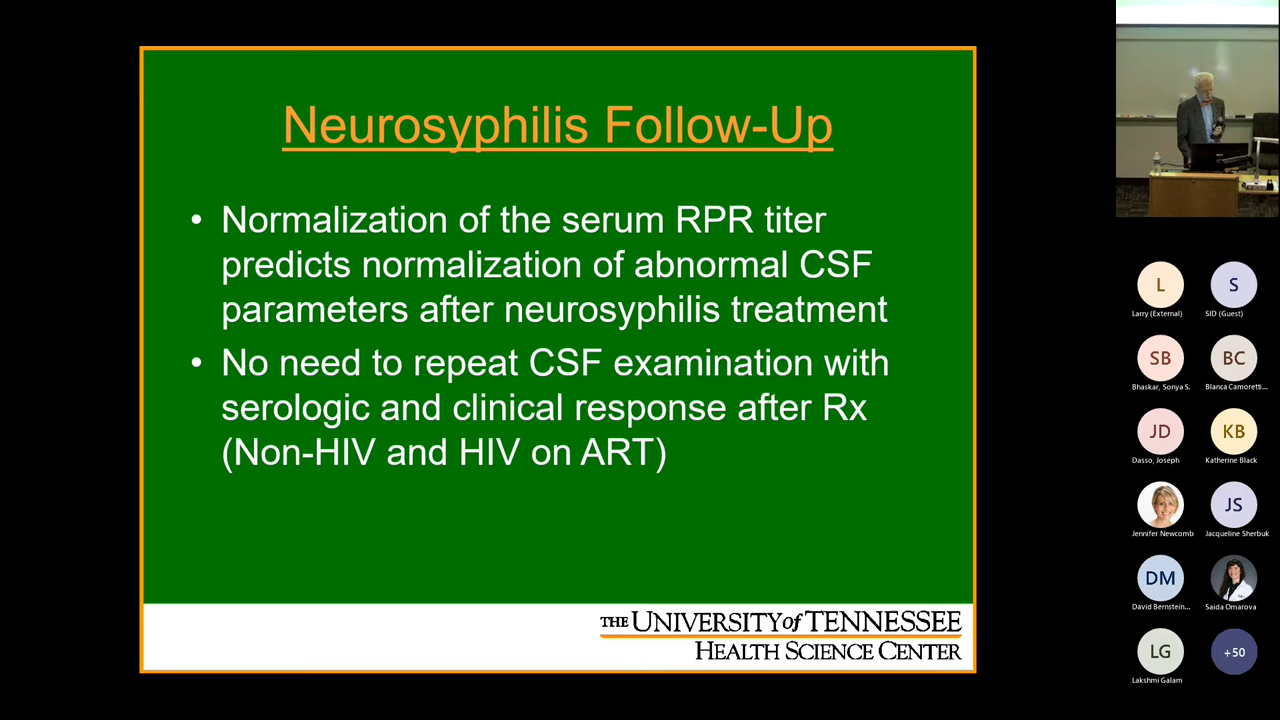 Neurosyphilis Follow-Up
• Normalization of the serum RPR titer
predicts normalization of abnormal CSF
parameters after neurosyphilis treatment
• No need to repeat CSF examination with
serologic and clinical response after Rx
(Non-HIV and HIV on ART)
THE UNIVERSITY of TENNESSEE
HEALTH SCIENCE CENTER
L
S
Larry (External)
SID (Guest)
SB
BC
Bhaskar, Sonya S.
Blanca Camoretti...
JD
KB
Dasso, Joseph
Katherine Black
JS
Jennifer Newcomb
Jacqueline Sherbuk
DM
David Bernstein...
Saida Omarova
LG
+50
Lakshmi Galam